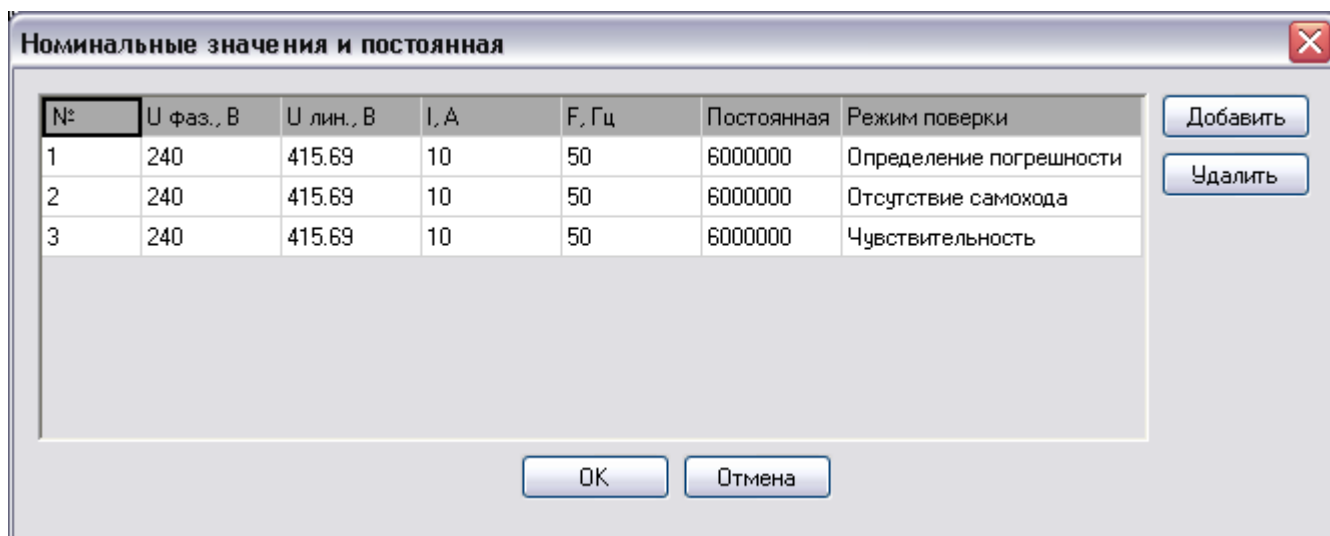 Номинальные значения и постоянная
№ U фаз., В U лин., В I, А F, Гц Постоянная Режим поверки
1 240 415.69 10 50 6000000 Определение погрешности
2 240 415.69 10 50 6000000 Отсутствие самохода
3 240 415.69 10 50 6000000 Чувствительность
Добавить
Удалить
OK Отмена